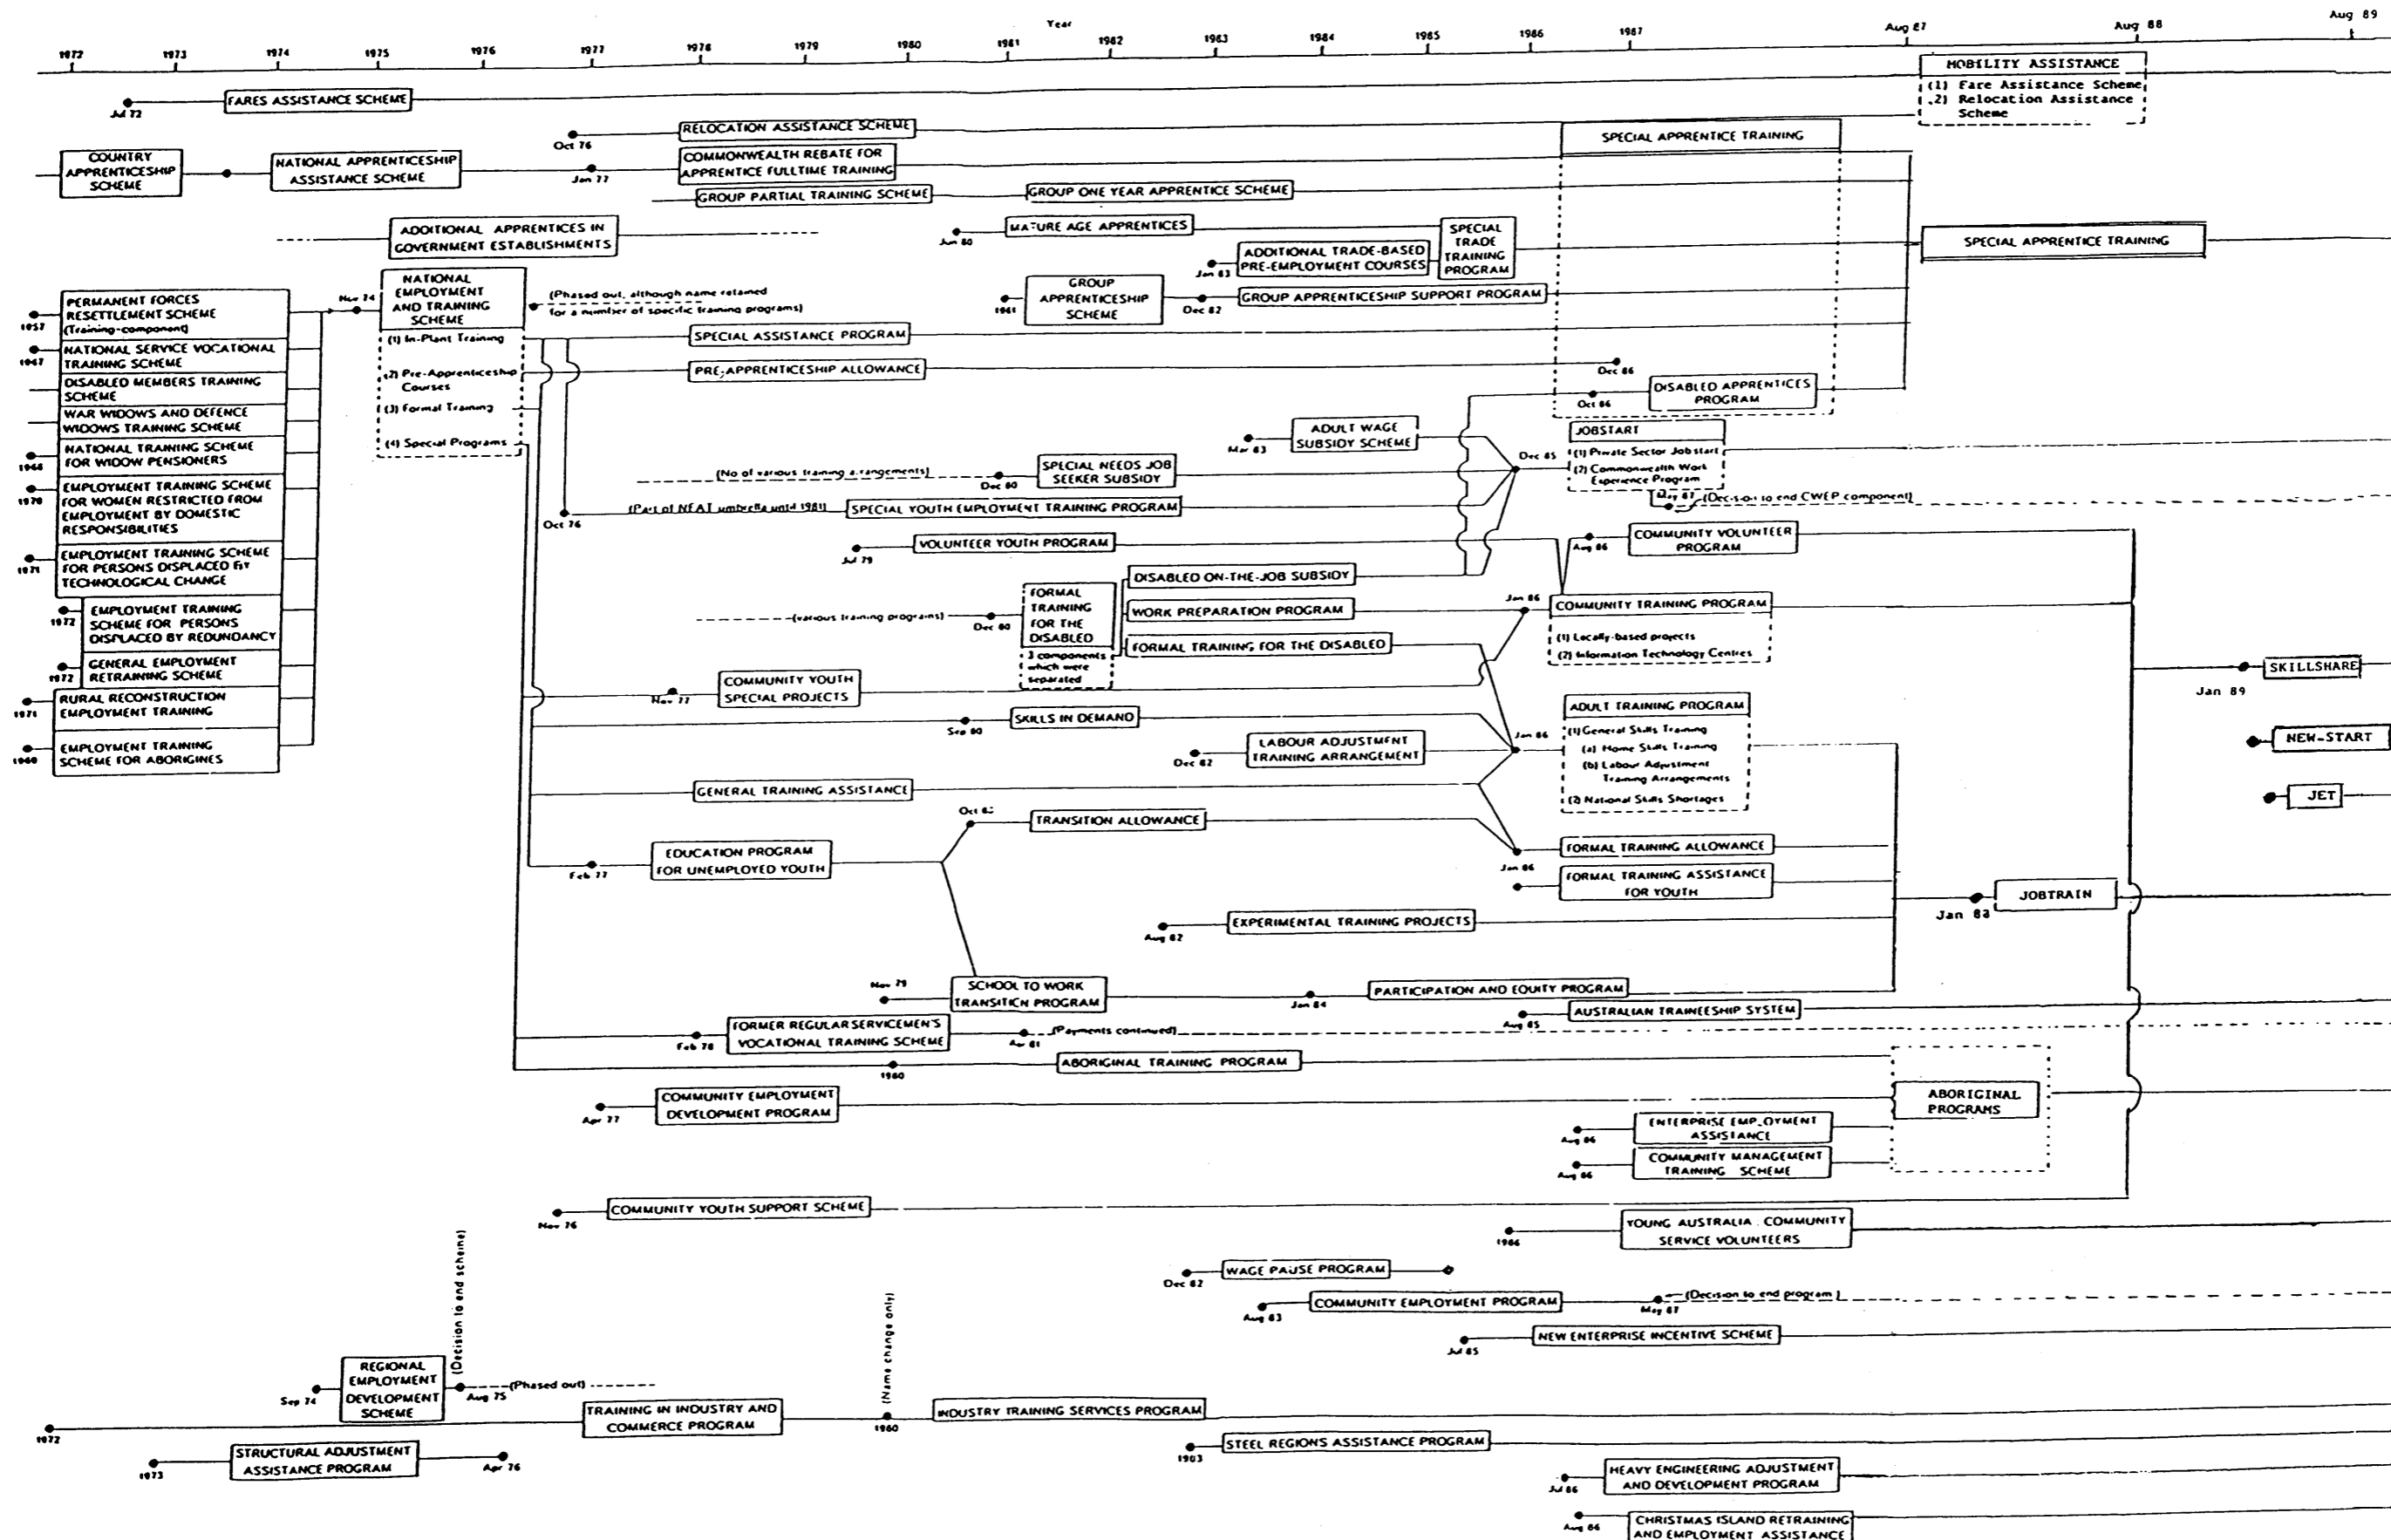 Year
1972
1973
1974
1975
1976
1977
1978
1979
1980
1981
1982
1983
1984
1985
1986
1987
Aug 87
Aug 88
Aug 89
MOBILITY ASSISTANCE
(1) Fare Assistance Scheme
.2) Relocation Assistance
Scheme
FARES ASSISTANCE SCHEME
Jul 72
RELOCATION ASSISTANCE SCHEME
Oct 76
SPECIAL APPRENTICE TRAINING
COUNTRY
APPRENTICESHIP
SCHEME
NATIONAL APPRENTICESHIP
ASSISTANCE SCHEME
Jan 77
COMMONWEALTH REBATE FOR
APPRENTICE FULLTIME TRAINING
GROUP PARTIAL TRAINING SCHEME
GROUP ONE YEAR APPRENTICE SCHEME
ADDITIONAL APPRENTICES IN
GOVERNMENT ESTABLISHMENTS
Jun 80
MATURE AGE APPRENTICES
SPECIAL
TRADE
TRAINING
PROGRAM
Jan 83
ADDITIONAL TRADE-BASED
PRE-EMPLOYMENT COURSES
SPECIAL APPRENTICE TRAINING
1981
GROUP
APPRENTICESHIP
SCHEME
Dec 82
GROUP APPRENTICESHIP SUPPORT PROGRAM
1957
PERMANENT FORCES
RESETTLEMENT SCHEME
(Training-component)
1967
NATIONAL SERVICE VOCATIONAL
TRAINING SCHEME
DISABLED MEMBERS TRAINING
SCHEME
WAR WIDOWS AND DEFENCE
WIDOWS TRAINING SCHEME
1968
NATIONAL TRAINING SCHEME
FOR WIDOW PENSIONERS
1970
EMPLOYMENT TRAINING SCHEME
FOR WOMEN RESTRICTED FROM
EMPLOYMENT BY DOMESTIC
RESPONSIBILITIES
1971
EMPLOYMENT TRAINING SCHEME
FOR PERSONS DISPLACED BY
TECHNOLOGICAL CHANGE
1972
EMPLOYMENT TRAINING
SCHEME FOR PERSONS
DISPLACED BY REDUNDANCY
1972
GENERAL EMPLOYMENT
RETRAINING SCHEME
1971
RURAL RECONSTRUCTION
EMPLOYMENT TRAINING
EMPLOYMENT TRAINING
SCHEME FOR ABORIGINES
Nov 74
NATIONAL
EMPLOYMENT
AND TRAINING
SCHEME
(1) In-Plant Training
(2) Pre-Apprenticeship
Courses
(3) Formal Training
(4) Special Programs
(Phased out, although name retained
for a number of specific training programs)
SPECIAL ASSISTANCE PROGRAM
PRE-APPRENTICESHIP ALLOWANCE
Dec 86
Oct 86
DISABLED APPRENTICES
PROGRAM
Mar 83
ADULT WAGE
SUBSIDY SCHEME
Dec 85
JOBSTART
(1) Private Sector Jobstart
(2) Commonwealth Work
Experience Program
May 87
(Decision to end CWEP component)
(No of various training arrangements)
Dec 80
SPECIAL NEEDS JOB
SEEKER SUBSIDY
Oct 76
(Part of NEAT umbrella until 1981)
SPECIAL YOUTH EMPLOYMENT TRAINING PROGRAM
Jul 79
VOLUNTEER YOUTH PROGRAM
Aug 86
COMMUNITY VOLUNTEER
PROGRAM
(various training programs)
Dec 80
FORMAL
TRAINING
FOR THE
DISABLED
3 components
which were
separated
DISABLED ON-THE-JOB SUBSIDY
WORK PREPARATION PROGRAM
FORMAL TRAINING FOR THE DISABLED
Jan 86
COMMUNITY TRAINING PROGRAM
(1) Locally-based projects
(2) Information Technology Centres
Jan 89
SKILLSHARE
NEW-START
JET
Nov 77
COMMUNITY YOUTH
SPECIAL PROJECTS
Sep 80
SKILLS IN DEMAND
Dec 82
LABOUR ADJUSTMENT
TRAINING ARRANGEMENT
Jan 86
ADULT TRAINING PROGRAM
(1) General Skills Training
(a) Home Skills Training
(b) Labour Adjustment
Training Arrangements
(2) National Skills Shortages
GENERAL TRAINING ASSISTANCE
TRANSITION ALLOWANCE
Feb 77
EDUCATION PROGRAM
FOR UNEMPLOYED YOUTH
Jan 86
FORMAL TRAINING ALLOWANCE
FORMAL TRAINING ASSISTANCE
FOR YOUTH
Jan 88
JOBTRAIN
Aug 82
EXPERIMENTAL TRAINING PROJECTS
Nov 79
SCHOOL TO WORK
TRANSITION PROGRAM
Jan 84
PARTICIPATION AND EQUITY PROGRAM
Aug 85
AUSTRALIAN TRAINEESHIP SYSTEM
Feb 78
FORMER REGULAR SERVICEMEN'S
VOCATIONAL TRAINING SCHEME
Apr 81
(Payments continued)
1980
ABORIGINAL TRAINING PROGRAM
Apr 77
COMMUNITY EMPLOYMENT
DEVELOPMENT PROGRAM
ABORIGINAL
PROGRAMS
Aug 86
ENTERPRISE EMPLOYMENT
ASSISTANCE
Aug 86
COMMUNITY MANAGEMENT
TRAINING SCHEME
Nov 76
COMMUNITY YOUTH SUPPORT SCHEME
1986
YOUNG AUSTRALIA COMMUNITY
SERVICE VOLUNTEERS
Dec 82
WAGE PAUSE PROGRAM
Aug 83
COMMUNITY EMPLOYMENT PROGRAM
May 87
(Decision to end program)
Jul 85
NEW ENTERPRISE INCENTIVE SCHEME
Sep 74
REGIONAL
EMPLOYMENT
DEVELOPMENT
SCHEME
(Decision to end scheme)
Aug 75
(Phased out)
1972
TRAINING IN INDUSTRY AND
COMMERCE PROGRAM
(Name change only)
1980
INDUSTRY TRAINING SERVICES PROGRAM
1973
STRUCTURAL ADJUSTMENT
ASSISTANCE PROGRAM
Apr 76
1983
STEEL REGIONS ASSISTANCE PROGRAM
Jul 86
HEAVY ENGINEERING ADJUSTMENT
AND DEVELOPMENT PROGRAM
Aug 86
CHRISTMAS ISLAND RETRAINING
AND EMPLOYMENT ASSISTANCE